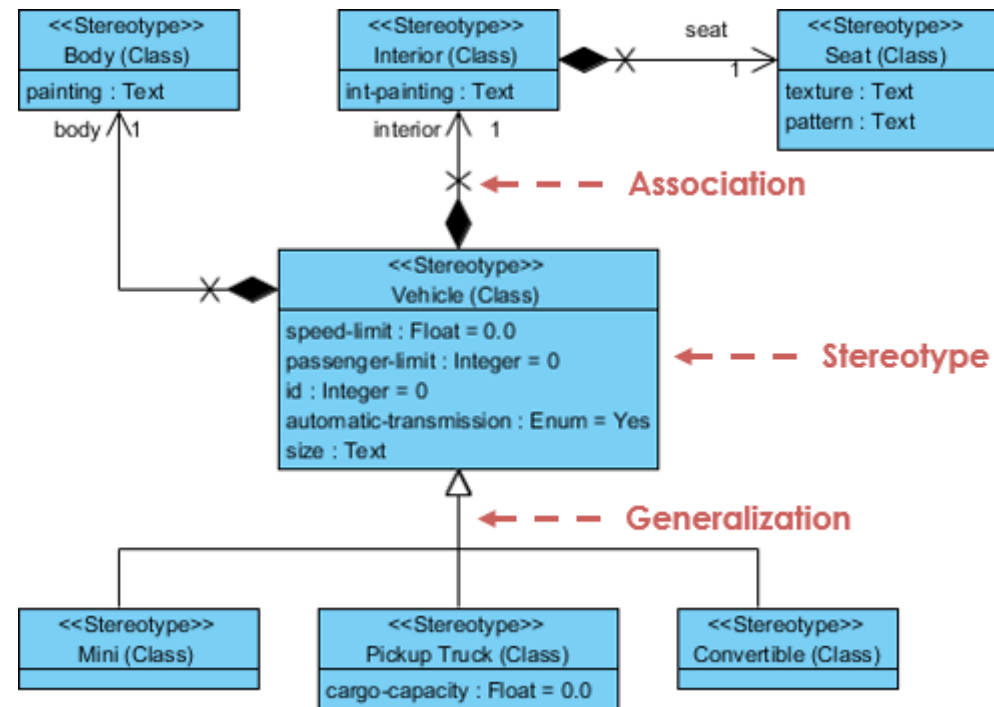 <<Stereotype>>
Body (Class)
painting : Text
<<Stereotype>>
Interior (Class)
int-painting : Text
seat
1
<<Stereotype>>
Seat (Class)
texture : Text
pattern : Text
body
1
interior
1
Association
<<Stereotype>>
Vehicle (Class)
speed-limit : Float = 0.0
passenger-limit : Integer = 0
id : Integer = 0
automatic-transmission : Enum = Yes
size : Text
Stereotype
Generalization
<<Stereotype>>
Mini (Class)
<<Stereotype>>
Pickup Truck (Class)
cargo-capacity : Float = 0.0
<<Stereotype>>
Convertible (Class)